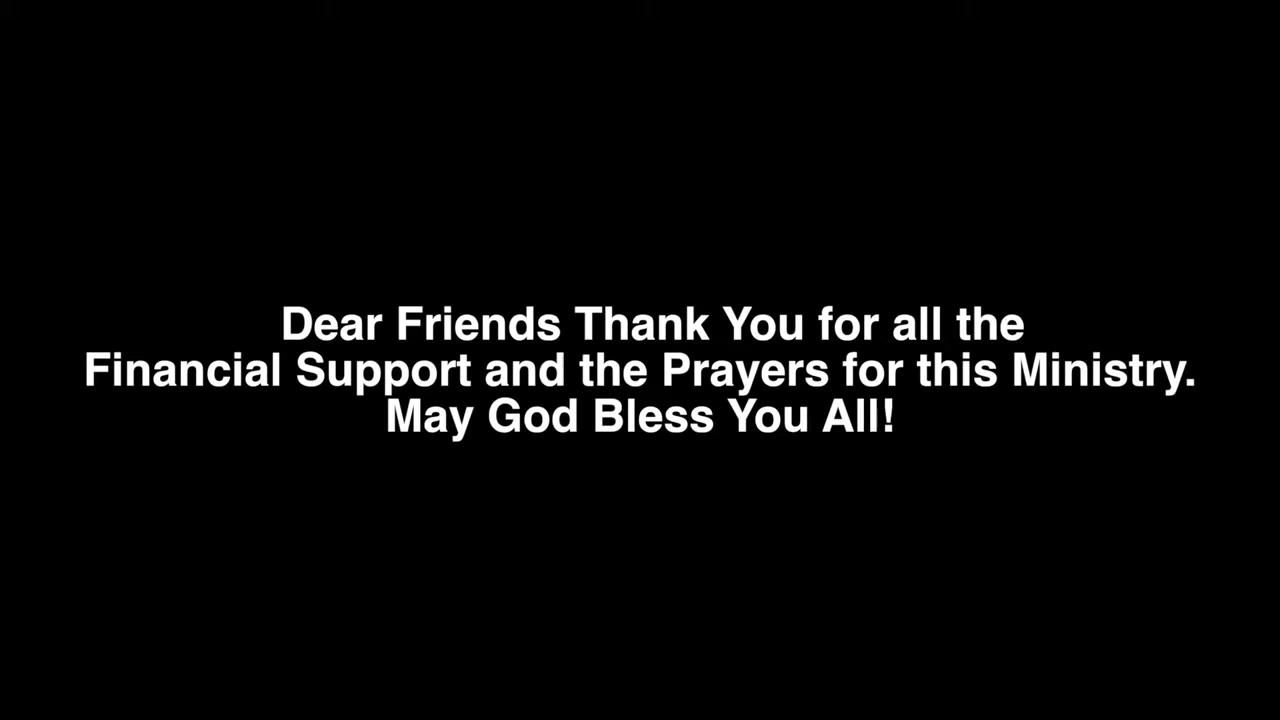 Dear Friends Thank You for all the
Financial Support and the Prayers for this Ministry.
May God Bless You All!